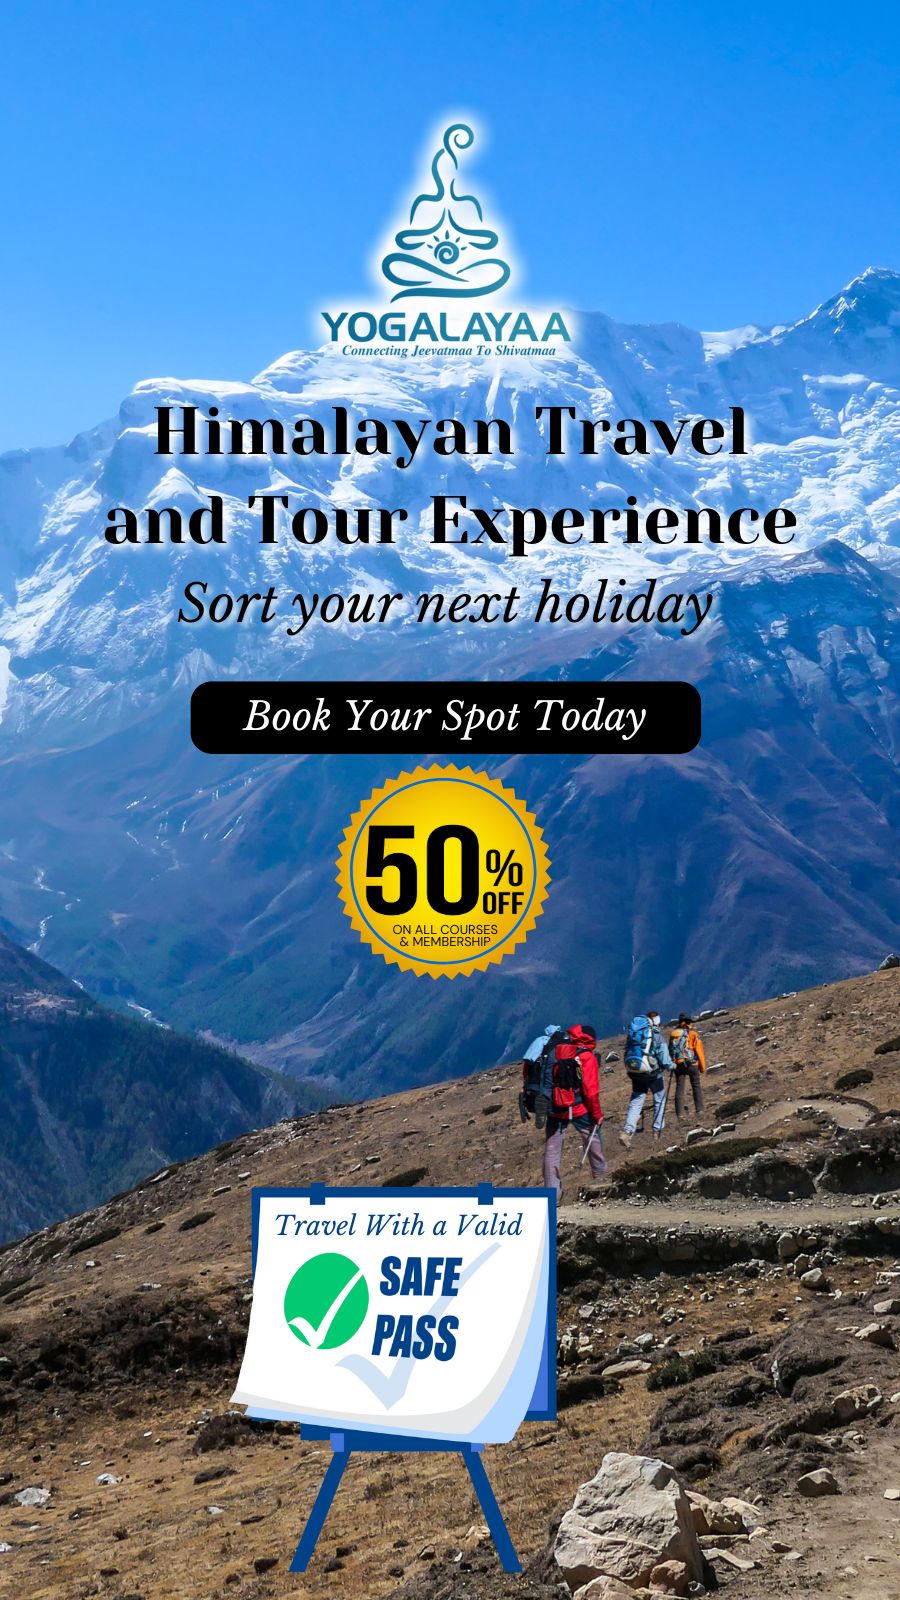 YOGALAYAA
Connecting Jeevatmaa To Shivatmaa
Himalayan Travel
and Tour Experience
Sort your next holiday
Book Your Spot Today
50%
OFF
ON ALL COURSES
& MEMBERSHIP
Travel With a Valid
SAFE
PASS